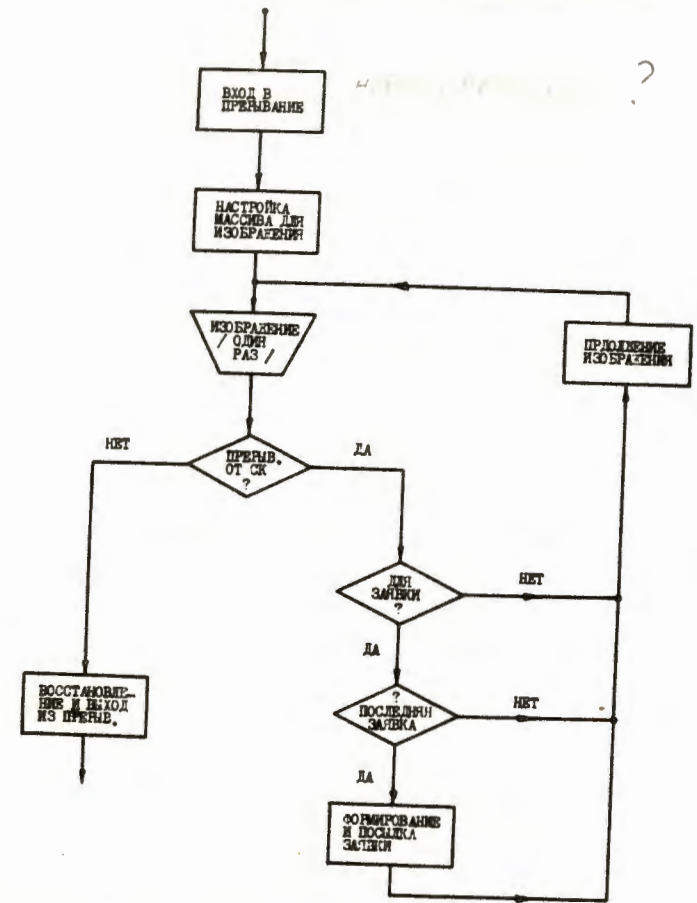 ?
ВХОД В
ПРЕРЫВАНИЕ
НАСТРОЙКА
МАССИВА ДЛЯ
ИЗОБРАЖЕНИЯ
ИЗОБРАЖЕНИЕ
/ ОДИН
РАЗ /
ПРДОЛЖЕНИЕ
ИЗОБРАЖЕНИЯ
НЕТ
ДА
ПРЕРЫВ.
ОТ СК
?
ДЛЯ
ЗАЯВКИ
?
НЕТ
ДА
ВОССТАНОВЛЕ-
НИЕ И ВЫХОД
ИЗ ПРЕРЫВ.
?
ПОСЛЕДНЯЯ
ЗАЯВКА
НЕТ
ДА
ФОРМИРОВАНИЕ
И ПОСЫЛКА
ЗАЯВКИ